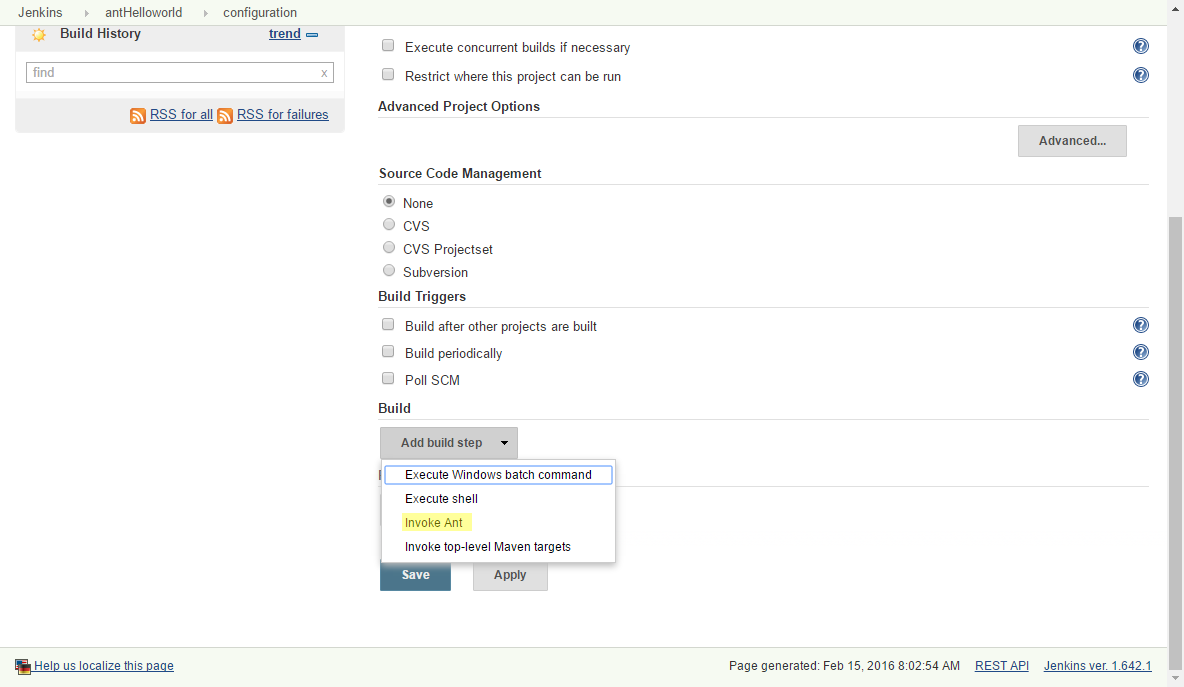 Jenkins antHelloworld configuration
Build History trend
find x
RSS for all RSS for failures
Execute concurrent builds if necessary
Restrict where this project can be run
Advanced Project Options
Advanced...
Source Code Management
None
CVS
CVS Projectset
Subversion
Build Triggers
Build after other projects are built
Build periodically
Poll SCM
Build
Add build step
Execute Windows batch command
Execute shell
Invoke Ant
Invoke top-level Maven targets
Save Apply
Help us localize this page Page generated: Feb 15, 2016 8:02:54 AM REST API Jenkins ver. 1.642.1